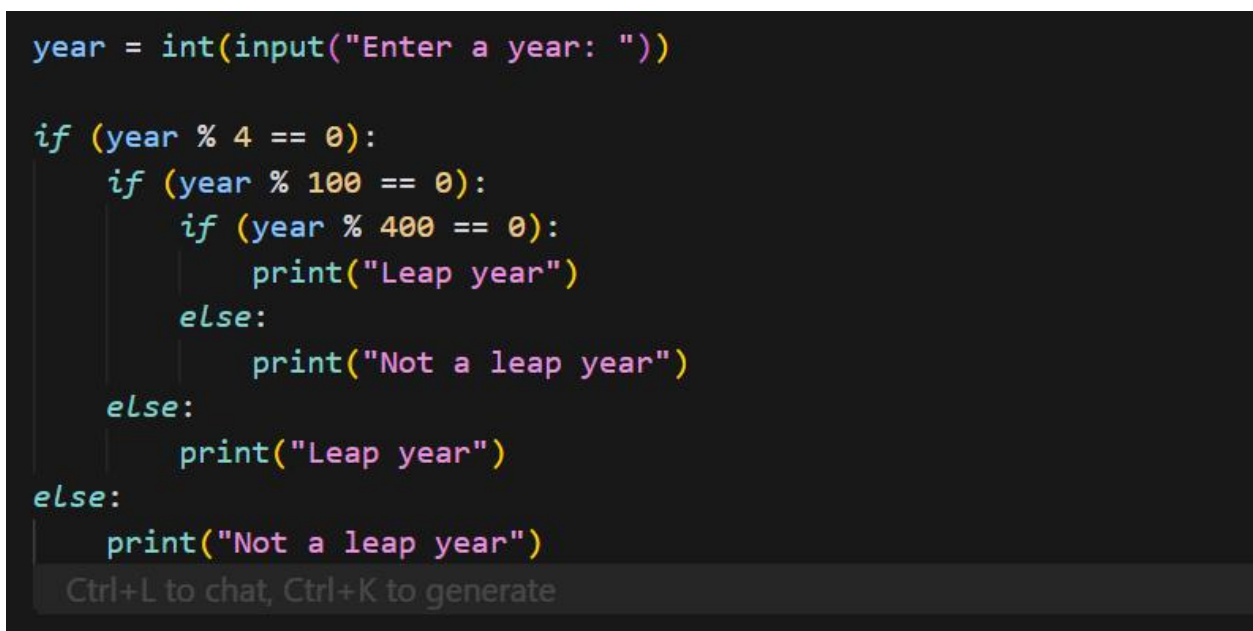 year = int(input("Enter a year: "))
if (year % 4 == 0):
    if (year % 100 == 0):
        if (year % 400 == 0):
            print("Leap year")
        else:
            print("Not a leap year")
    else:
        print("Leap year")
else:
    print("Not a leap year")
Ctrl+L to chat, Ctrl+K to generate